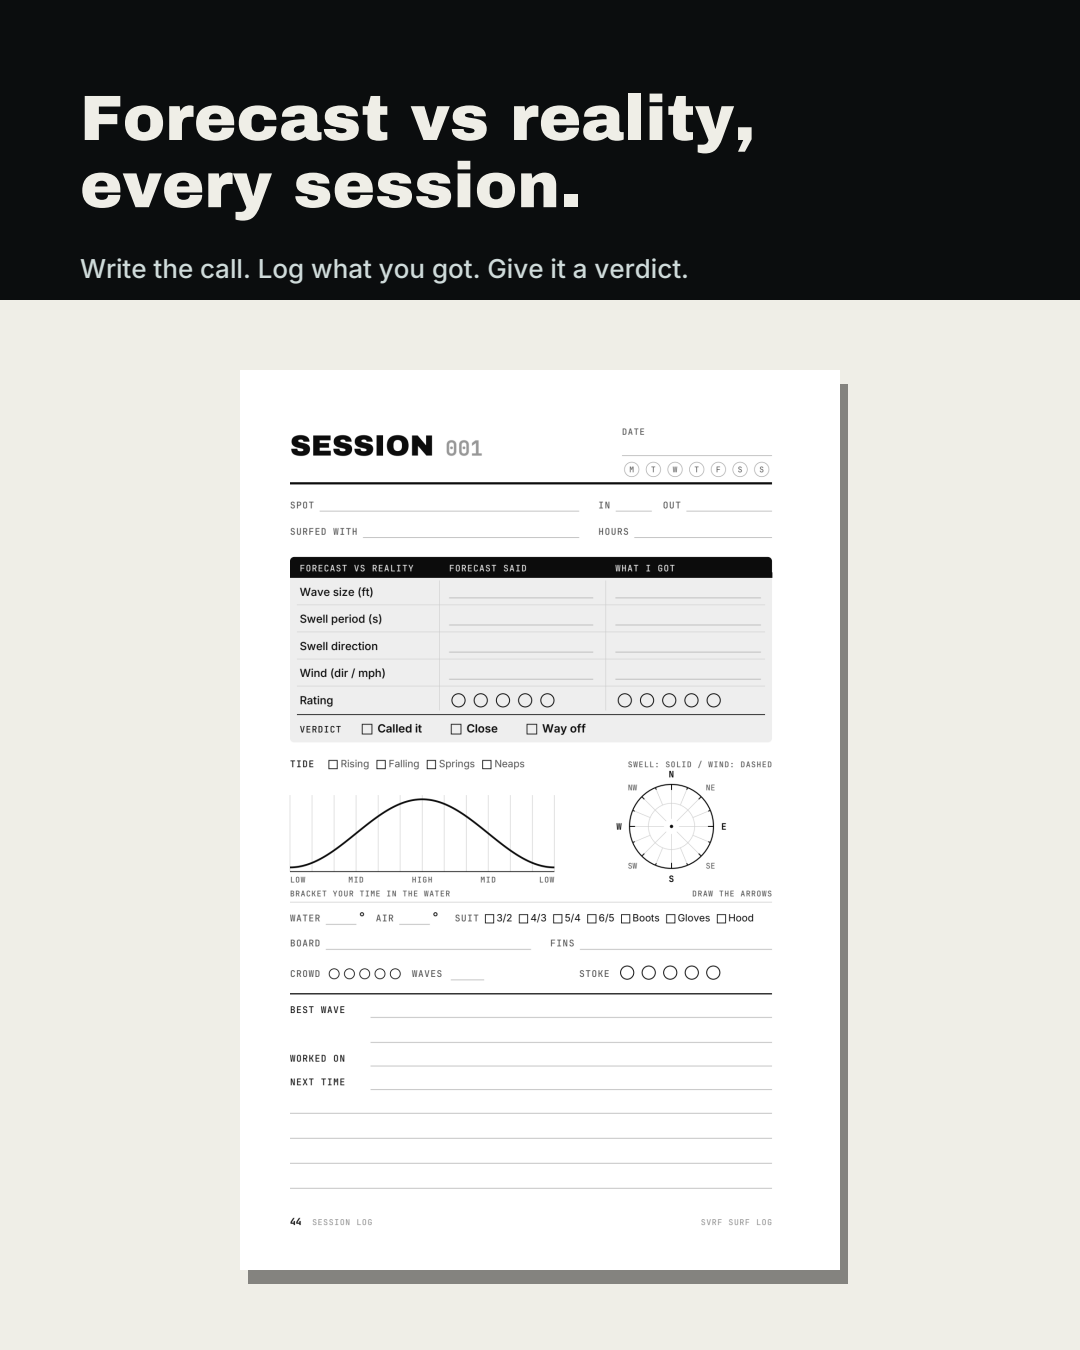 Forecast vs reality,
every session.
Write the call. Log what you got. Give it a verdict.
SESSION 001
DATE
M T W T F S S
SPOT IN OUT
SURFED WITH HOURS
FORECAST VS REALITY FORECAST SAID WHAT I GOT
Wave size (ft)
Swell period (s)
Swell direction
Wind (dir / mph)
Rating
VERDICT Called it Close Way off
TIDE Rising Falling Springs Neaps
SWELL: SOLID / WIND: DASHED
N
NW NE
W E
SW SE
S
LOW MID HIGH MID LOW
BRACKET YOUR TIME IN THE WATER DRAW THE ARROWS
WATER ° AIR ° SUIT 3/2 4/3 5/4 6/5 Boots Gloves Hood
BOARD FINS
CROWD WAVES STOKE
BEST WAVE
WORKED ON
NEXT TIME
44 SESSION LOG SVRF SURF LOG